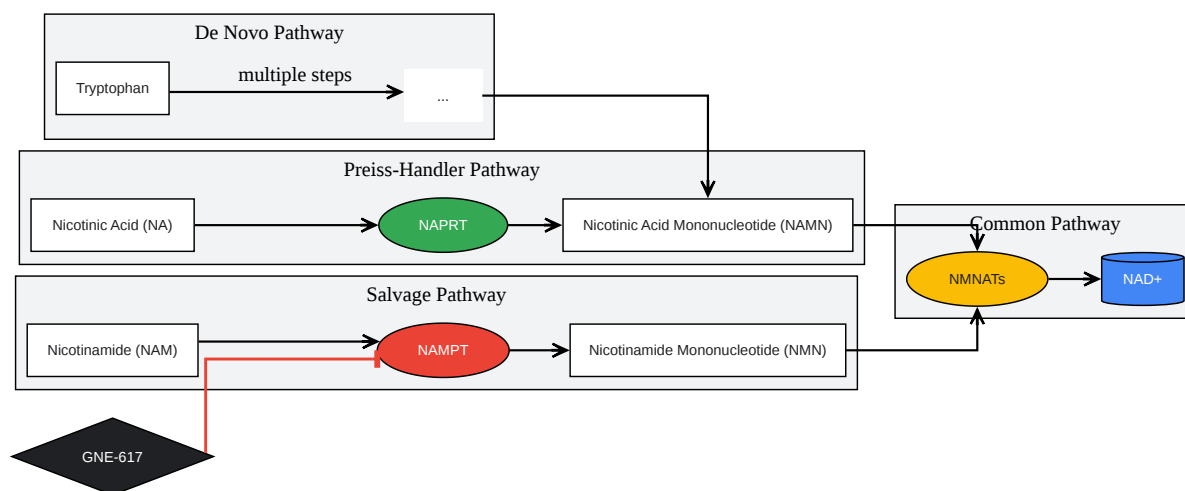 De Novo Pathway
Tryptophan
multiple steps
...
Preiss-Handler Pathway
Nicotinic Acid (NA)
NAPRT
Nicotinic Acid Mononucleotide (NAMN)
Common Pathway
NMNATs
NAD+
Salvage Pathway
Nicotinamide (NAM)
NAMPT
Nicotinamide Mononucleotide (NMN)
GNE-617